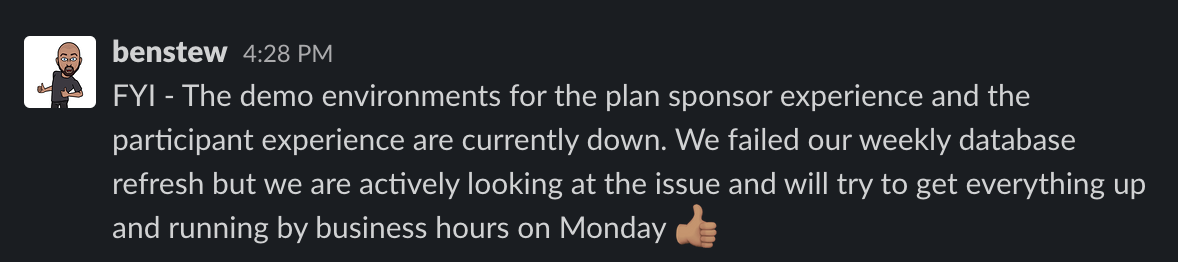 benstew 4:28 PM
FYI - The demo environments for the plan sponsor experience and the
participant experience are currently down. We failed our weekly database
refresh but we are actively looking at the issue and will try to get everything up
and running by business hours on Monday 👍🏽